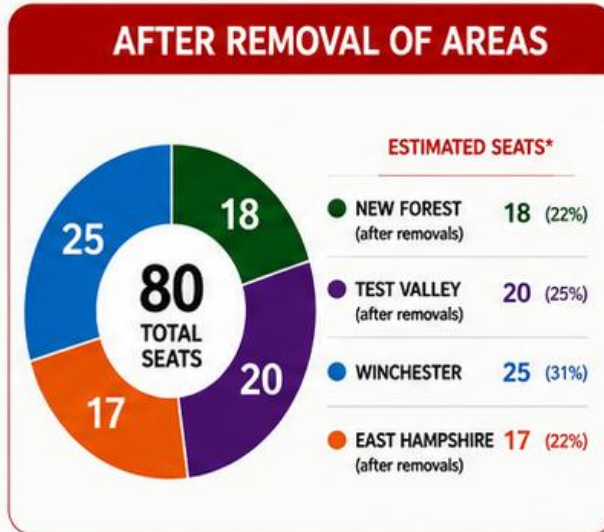 AFTER REMOVAL OF AREAS
ESTIMATED SEATS*
18
20
17
25
80
TOTAL
SEATS
NEW FOREST 18 (22%)
(after removals)
TEST VALLEY 20 (25%)
(after removals)
WINCHESTER 25 (31%)
EAST HAMPSHIRE 17 (22%)
(after removals)